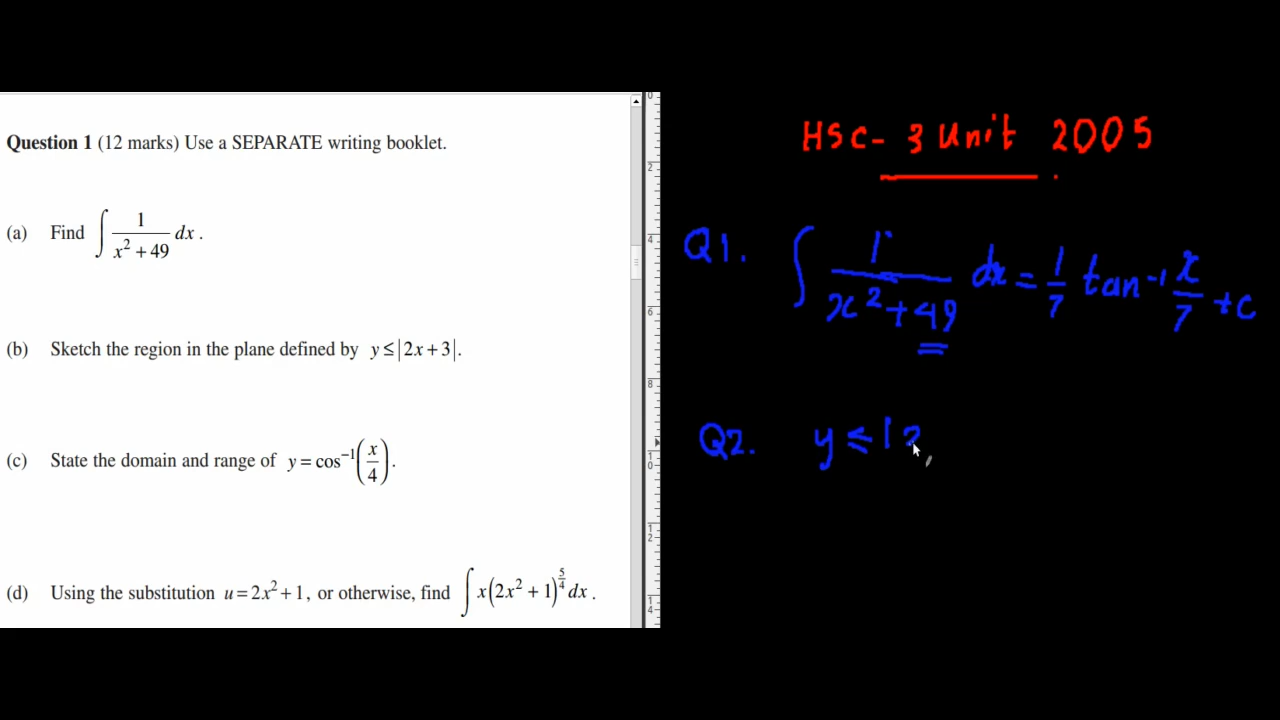 Question 1 (12 marks) Use a SEPARATE writing booklet.
(a) Find ∫ 1/(x² + 49) dx.
(b) Sketch the region in the plane defined by y ≤ |2x + 3|.
(c) State the domain and range of y = cos⁻¹(x/4).
(d) Using the substitution u = 2x² + 1, or otherwise, find ∫ x(2x² + 1)^(5/4) dx.
HSC- 3 Unit 2005.
Q1. ∫ 1/(x² + 49) dx = 1/7 tan⁻¹ x/7 + c
Q2. y ≤ | 2